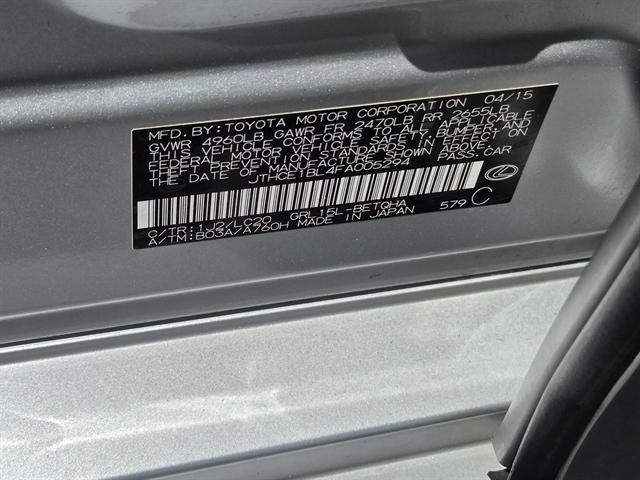 MFD. BY: TOYOTA MOTOR CORPORATION 04/15
GVWR 4960LB GAWR FR 2470LB RR 2655LB
THIS VEHICLE CONFORMS TO ALL APPLICABLE
FEDERAL MOTOR VEHICLE SAFETY, BUMPER, AND
THEFT PREVENTION STANDARDS IN EFFECT ON
THE DATE OF MANUFACTURE SHOWN ABOVE.
JTHCE1BL4FA005294 PASS.CAR
C/TR: 1J2/LC20 GRL15L-BETQHA
A/TM: B03A/A760H MADE IN JAPAN 579 C